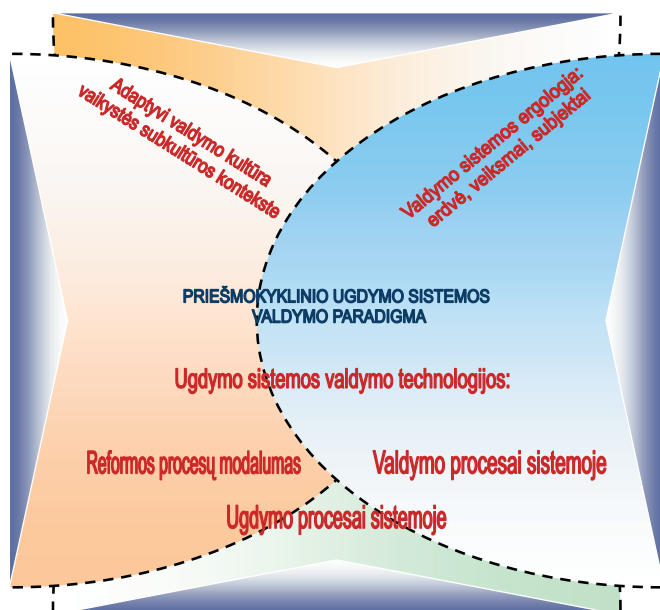 Adaptyvi valdymo kultūra
vaikystės subkultūros kontekste
Valdymo sistemos ergologja:
erdvė, veiksmai, subjektai
PRIEŠMOKYKLINIO UGDYMO SISTEMOS
VALDYMO PARADIGMA
Ugdymo sistemos valdymo technologijos:
Reformos procesų modalumas
Valdymo procesai sistemoje
Ugdymo procesai sistemoje